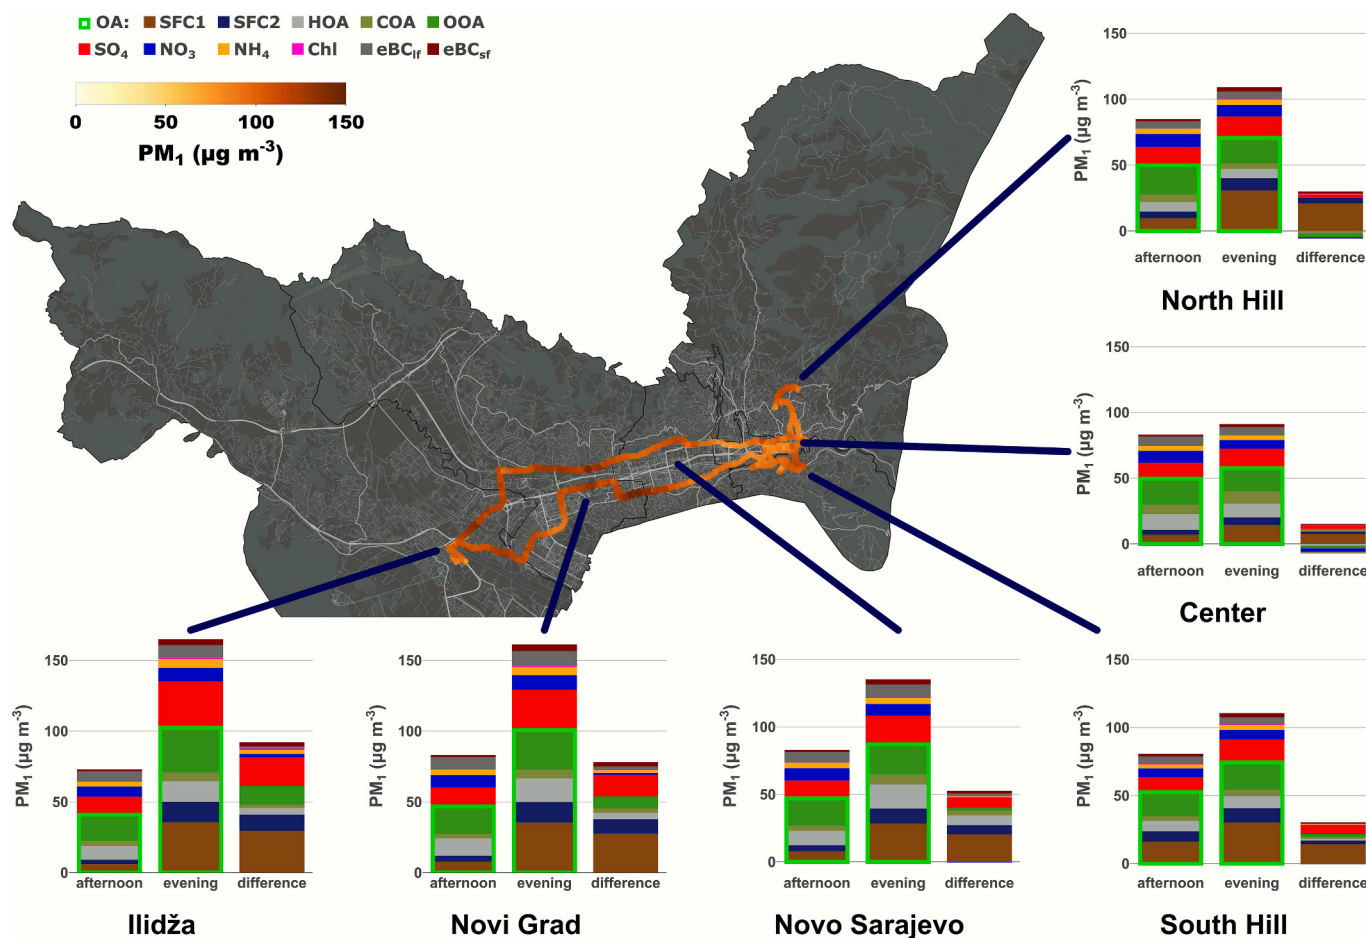 OA: SFC1 SFC2 HOA COA OOA
SO₄ NO₃ NH₄ Chl eBC_lf eBC_sf
0 50 100 150
PM₁ (µg m⁻³)
150
100
50
0
PM₁ (µg m⁻³)
afternoon evening difference
North Hill
150
100
50
0
PM₁ (µg m⁻³)
afternoon evening difference
Center
150
100
50
0
PM₁ (µg m⁻³)
afternoon evening difference
Ilidža
150
100
50
0
PM₁ (µg m⁻³)
afternoon evening difference
Novi Grad
150
100
50
0
PM₁ (µg m⁻³)
afternoon evening difference
Novo Sarajevo
150
100
50
0
PM₁ (µg m⁻³)
afternoon evening difference
South Hill